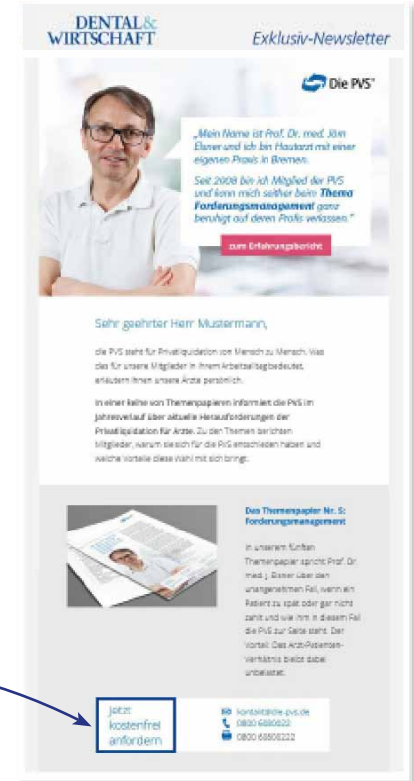 DENTAL&
WIRTSCHAFT
Exklusiv-Newsletter
Die PVS
„Mein Name ist Prof. Dr. med. Jörn
Elsner und ich bin Hautarzt mit einer
eigenen Praxis in Bremen.
Seit 2008 bin ich Mitglied der PVS
und kann mich seither beim Thema
Forderungsmanagement ganz
beruhigt auf deren Profis verlassen."
zum Erfahrungsbericht
Sehr geehrter Herr Mustermann,
die PVS steht für Privatliquidation von Mensch zu Mensch. Was
das für unsere Mitglieder in ihrem Arbeitsalltag bedeutet,
erläutern Ihnen unsere Ärzte persönlich.
In einer Reihe von Themenpapieren informiert die PVS im
Jahresverlauf über aktuelle Herausforderungen der
Privatliquidation für Ärzte. Zu den Themen berichten
Mitglieder, warum sie sich für die PVS entschieden haben und
welche Vorteile diese Wahl mit sich bringt.
Das Themenpapier Nr. 5:
Forderungsmanagement
In unserem fünften
Themenpapier spricht Prof. Dr.
med. J. Elsner über den
unangenehmen Fall, wenn ein
Patient zu spät oder gar nicht
zahlt und wie ihm in diesem Fall
die PVS zur Seite steht. Der
Vorteil: Das Arzt-Patienten-
Verhältnis bleibt dabei
unbelastet.
Jetzt
kostenfrei
anfordern
kontakt@die-pvs.de
0800